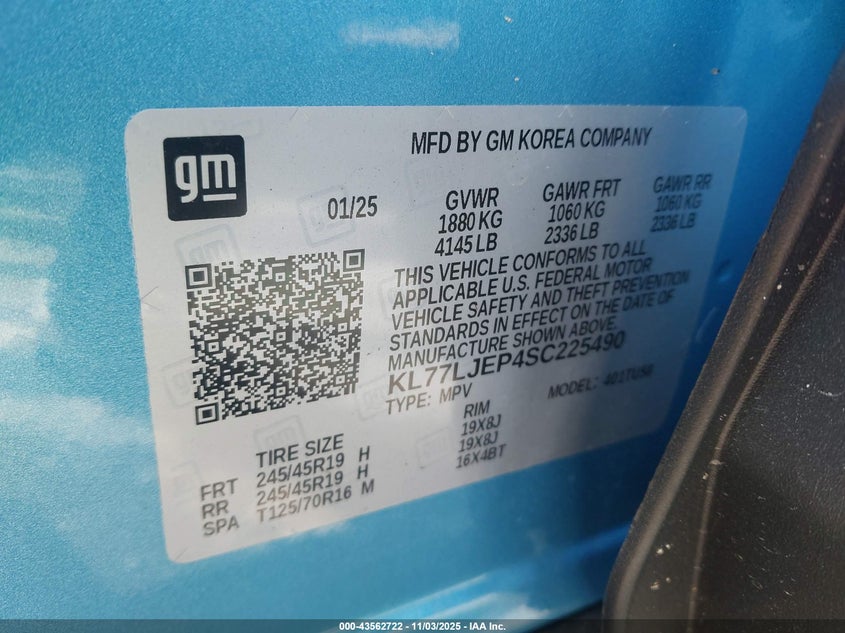 gm
MFD BY GM KOREA COMPANY
01/25
GVWR GAWR FRT GAWR RR
1880 KG 1060 KG 1060 KG
4145 LB 2336 LB 2336 LB
THIS VEHICLE CONFORMS TO ALL
APPLICABLE U.S. FEDERAL MOTOR
VEHICLE SAFETY AND THEFT PREVENTION
STANDARDS IN EFFECT ON THE DATE OF
MANUFACTURE SHOWN ABOVE.
KL77LJEP4SC225490
TYPE: MPV MODEL: 401TU58
TIRE SIZE RIM
FRT 245/45R19 H 19X8J
RR 245/45R19 H 19X8J
SPA T125/70R16 M 16X4BT
000-43562722 - 11/03/2025 - IAA Inc.